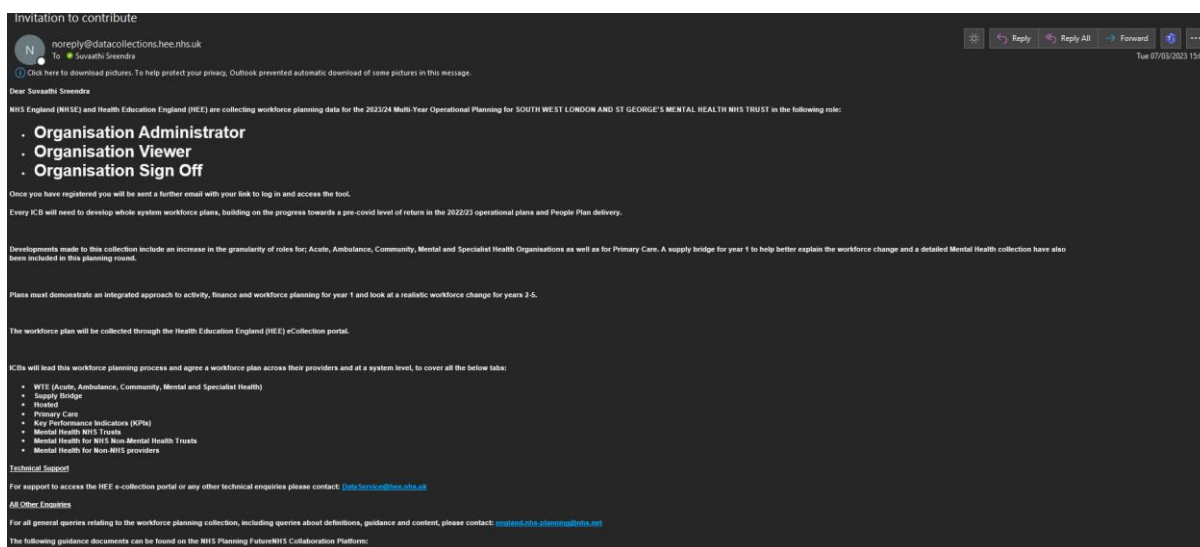 Invitation to contribute
N
noreply@datacollections.hee.nhs.uk
To Suvaathi Sreendra
Reply
Reply All
Forward
Tue 07/03/2023 15:
Click here to download pictures. To help protect your privacy, Outlook prevented automatic download of some pictures in this message.
Dear Suvaathi Sreendra
NHS England (NHSE) and Health Education England (HEE) are collecting workforce planning data for the 2023/24 Multi-Year Operational Planning for SOUTH WEST LONDON AND ST GEORGE'S MENTAL HEALTH NHS TRUST in the following role:
• Organisation Administrator
• Organisation Viewer
• Organisation Sign Off
Once you have registered you will be sent a further email with your link to log in and access the tool.
Every ICB will need to develop whole system workforce plans, building on the progress towards a pre-covid level of return in the 2022/23 operational plans and People Plan delivery.
Developments made to this collection include an increase in the granularity of roles for; Acute, Ambulance, Community, Mental and Specialist Health Organisations as well as for Primary Care. A supply bridge for year 1 to help better explain the workforce change and a detailed Mental Health collection have also
been included in this planning round.
Plans must demonstrate an integrated approach to activity, finance and workforce planning for year 1 and look at a realistic workforce change for years 2-5.
The workforce plan will be collected through the Health Education England (HEE) eCollection portal.
ICBs will lead this workforce planning process and agree a workforce plan across their providers and at a system level, to cover all the below tabs:
• WTE (Acute, Ambulance, Community, Mental and Specialist Health)
• Supply Bridge
• Hosted
• Primary Care
• Key Performance Indicators (KPIs)
• Mental Health NHS Trusts
• Mental Health for NHS Non-Mental Health Trusts
• Mental Health for Non-NHS providers
Technical Support
For support to access the HEE e-collection portal or any other technical enquiries please contact: DataService@hee.nhs.uk
All Other Enquiries
For all general queries relating to the workforce planning collection, including queries about definitions, guidance and content, please contact: england.nhs-planning@nhs.net
The following guidance documents can be found on the NHS Planning FutureNHS Collaboration Platform: